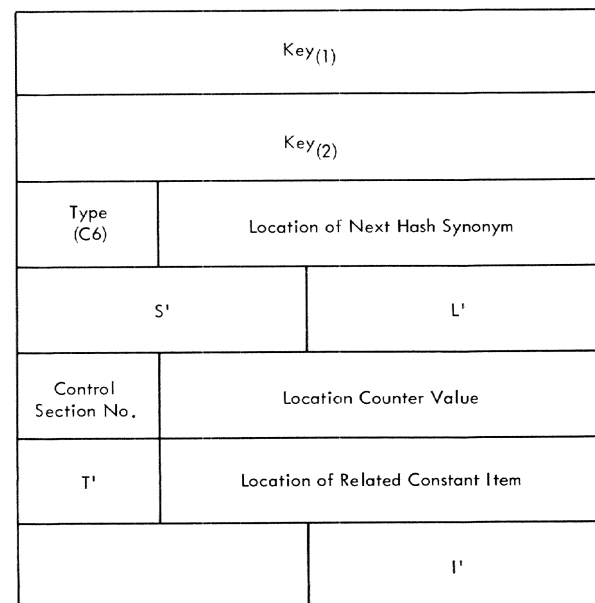 Key(1)
Key(2)
Type
(C6)
Location of Next Hash Synonym
S'
L'
Control
Section No.
Location Counter Value
T'
Location of Related Constant Item
I'